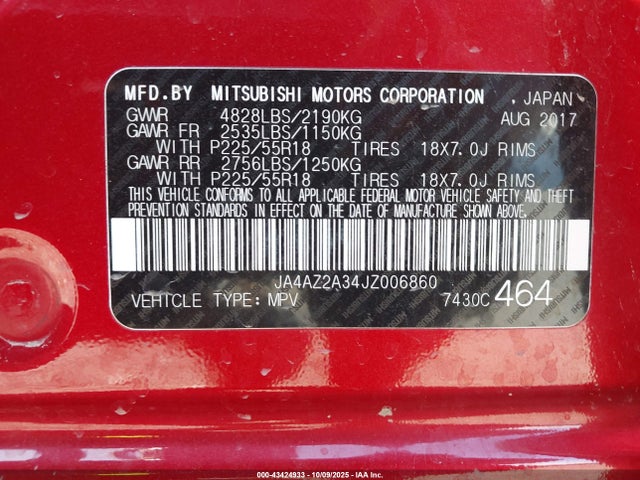 MFD.BY MITSUBISHI MOTORS CORPORATION , JAPAN
GVWR 4828LBS/2190KG AUG 2017
GAWR FR 2535LBS/1150KG
WITH P225/55R18 TIRES 18X7.0J RIMS
GAWR RR 2756LBS/1250KG
WITH P225/55R18 TIRES 18X7.0J RIMS
THIS VEHICLE CONFORMS TO ALL APPLICABLE FEDERAL MOTOR VEHICLE SAFETY AND THEFT
PREVENTION STANDARDS IN EFFECT ON THE DATE OF MANUFACTURE SHOWN ABOVE.
JA4AZ2A34JZ006860
VEHICLE TYPE: MPV 7430C 464
000-43424933 - 10/09/2025 - IAA Inc.